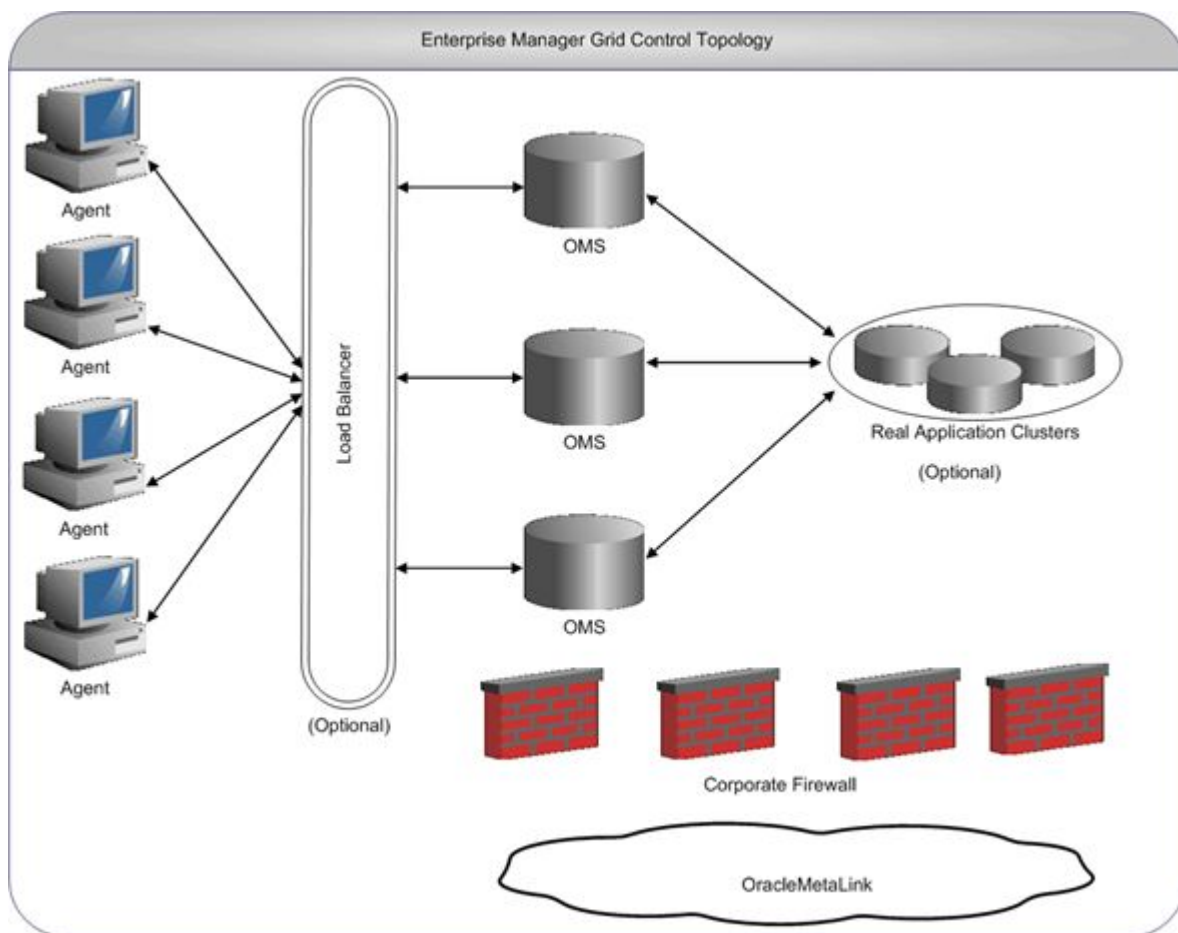 Enterprise Manager Grid Control Topology
Agent
Agent
Agent
Agent
Load Balancer
(Optional)
OMS
OMS
OMS
Real Application Clusters
(Optional)
Corporate Firewall
OracleMetaLink